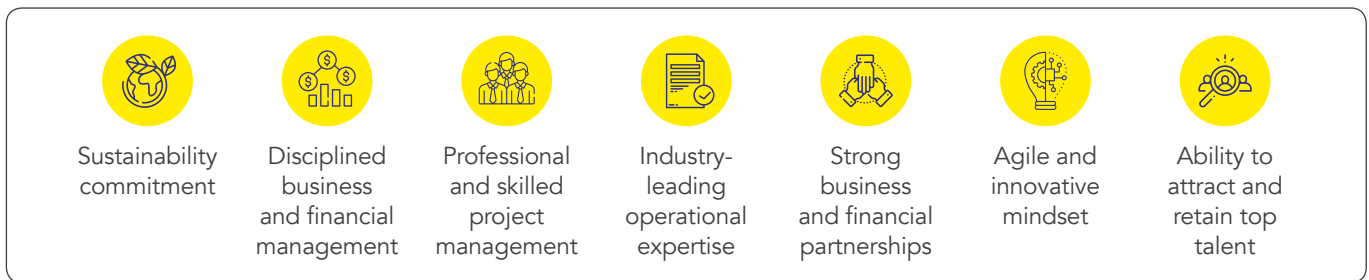 Sustainability
commitment
Disciplined
business
and financial
management
Professional
and skilled
project
management
Industry-
leading
operational
expertise
Strong
business
and financial
partnerships
Agile and
innovative
mindset
Ability to
attract and
retain top
talent